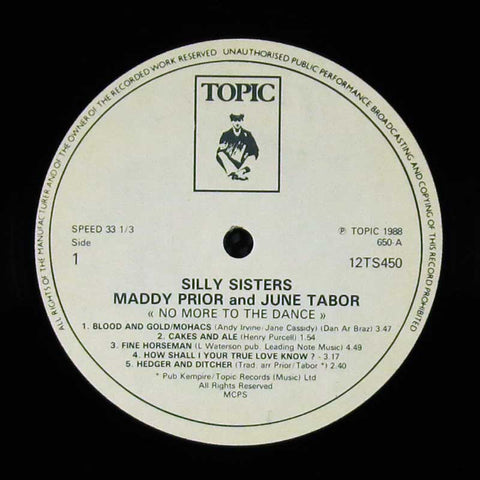 ALL RIGHTS OF THE MANUFACTURER AND OF THE OWNER OF THE RECORDED WORK RESERVED UNAUTHORISED PUBLIC PERFORMANCE BROADCASTING AND COPYING OF THIS RECORD PROHIBITED
TOPIC
SPEED 33 1/3
℗ TOPIC 1988
Side
650-A
1
12TS450
SILLY SISTERS
MADDY PRIOR and JUNE TABOR
« NO MORE TO THE DANCE »
1. BLOOD AND GOLD/MOHACS (Andy Irvine/Jane Cassidy) (Dan Ar Braz) 3.47
2. CAKES AND ALE (Henry Purcell) 1.54
3. FINE HORSEMAN (L Waterson pub. Leading Note Music) 4.49
4. HOW SHALL I YOUR TRUE LOVE KNOW ? - 3.17
5. HEDGER AND DITCHER (Trad. arr Prior/Tabor *) 2.40
* Pub Kempire/Topic Records (Music) Ltd
All Rights Reserved
MCPS